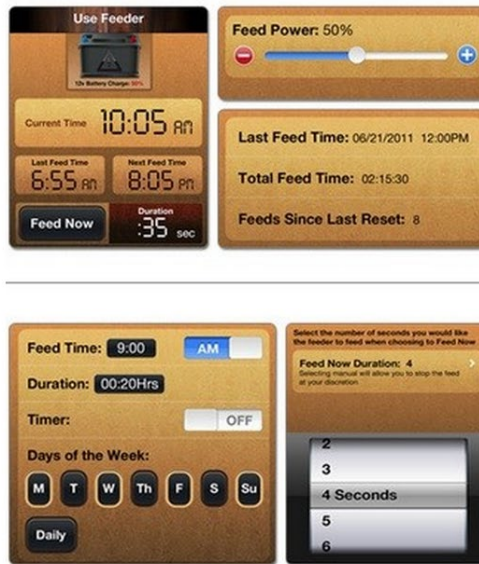 Use Feeder
12v Battery Charge: 50%
Current Time 10:05 AM
Last Feed Time
6:55 AM
Next Feed Time
8:05 PM
Feed Now
Duration
:35 sec
Feed Power: 50%
Last Feed Time: 06/21/2011 12:00PM
Total Feed Time: 02:15:30
Feeds Since Last Reset: 8
Feed Time: 9:00 AM
Duration: 00:20Hrs
Timer: OFF
Days of the Week:
M T W Th F S Su
Daily
Select the number of seconds you would like
the feeder to feed when choosing to Feed Now
Feed Now Duration: 4
Selecting manual will allow you to stop the feed
at your discretion
2
3
4 Seconds
5
6